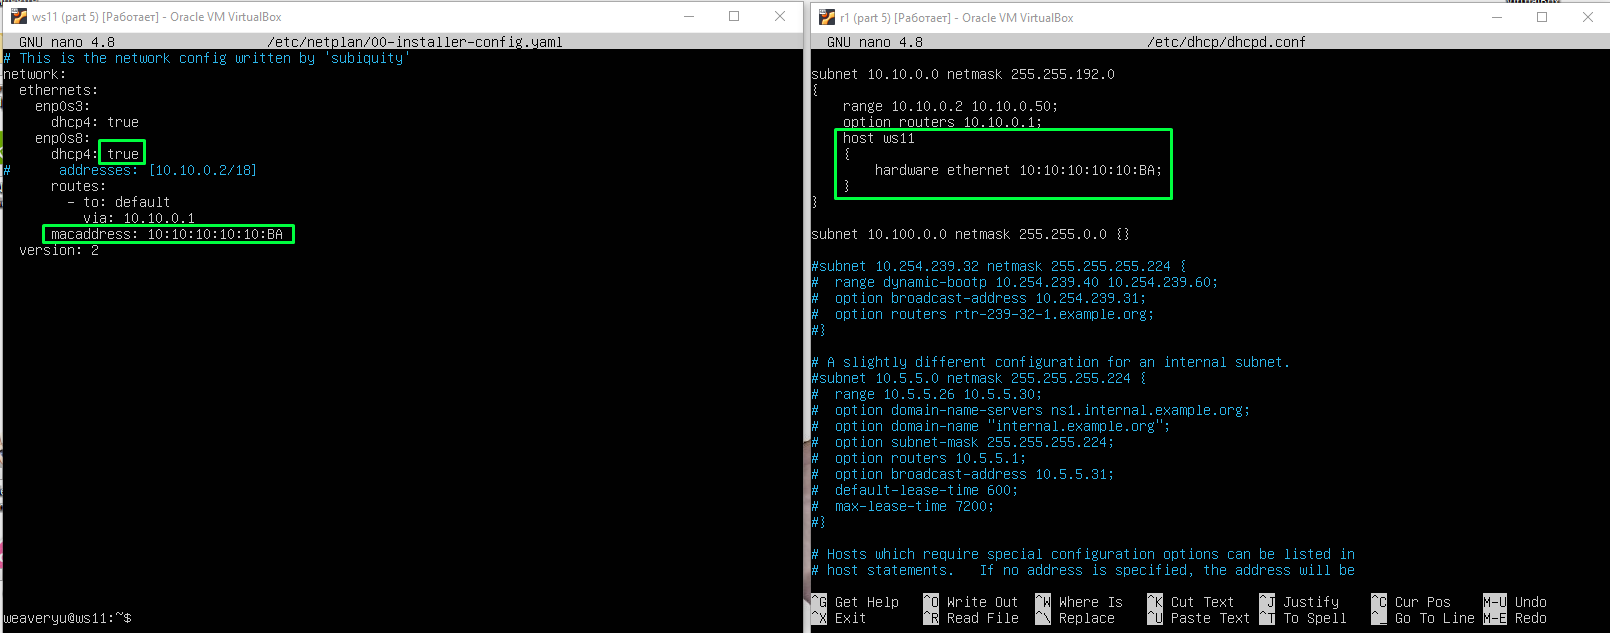 ws11 (part 5) [Работает] - Oracle VM VirtualBox
GNU nano 4.8 /etc/netplan/00-installer-config.yaml
# This is the network config written by 'subiquity'
network:
  ethernets:
    enp0s3:
      dhcp4: true
    enp0s8:
      dhcp4: true
#      addresses: [10.10.0.2/18]
      routes:
        - to: default
          via: 10.10.0.1
      macaddress: 10:10:10:10:10:BA
  version: 2
weaveryu@ws11:~$
r1 (part 5) [Работает] - Oracle VM VirtualBox
GNU nano 4.8 /etc/dhcp/dhcpd.conf
subnet 10.10.0.0 netmask 255.255.192.0
{
    range 10.10.0.2 10.10.0.50;
    option routers 10.10.0.1;
    host ws11
    {
        hardware ethernet 10:10:10:10:10:BA;
    }
}
subnet 10.100.0.0 netmask 255.255.0.0 {}
#subnet 10.254.239.32 netmask 255.255.255.224 {
#  range dynamic-bootp 10.254.239.40 10.254.239.60;
#  option broadcast-address 10.254.239.31;
#  option routers rtr-239-32-1.example.org;
#}
# A slightly different configuration for an internal subnet.
#subnet 10.5.5.0 netmask 255.255.255.224 {
#  range 10.5.5.26 10.5.5.30;
#  option domain-name-servers ns1.internal.example.org;
#  option domain-name "internal.example.org";
#  option subnet-mask 255.255.255.224;
#  option routers 10.5.5.1;
#  option broadcast-address 10.5.5.31;
#  default-lease-time 600;
#  max-lease-time 7200;
#}
# Hosts which require special configuration options can be listed in
# host statements.   If no address is specified, the address will be
^G Get Help ^O Write Out ^W Where Is ^K Cut Text ^J Justify ^C Cur Pos M-U Undo
^X Exit ^R Read File ^\ Replace ^U Paste Text ^T To Spell ^_ Go To Line M-E Redo